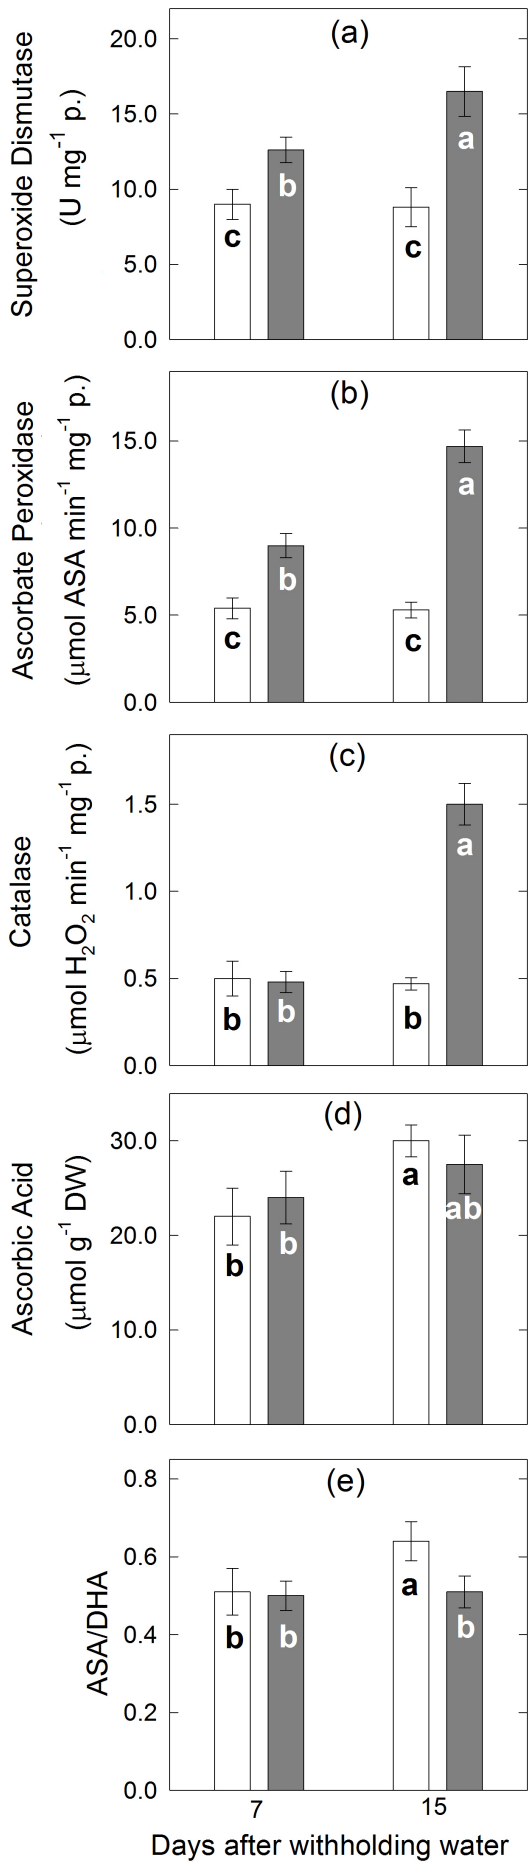 (a)
Superoxide Dismutase
(U mg⁻¹ p.)
20.0
15.0
10.0
5.0
0.0
c
b
c
a
(b)
Ascorbate Peroxidase
(μmol ASA min⁻¹ mg⁻¹ p.)
15.0
10.0
5.0
0.0
c
b
c
a
(c)
Catalase
(μmol H₂O₂ min⁻¹ mg⁻¹ p.)
1.5
1.0
0.5
0.0
b
b
b
a
(d)
Ascorbic Acid
(μmol g⁻¹ DW)
30.0
20.0
10.0
0.0
b
b
a
ab
(e)
ASA/DHA
0.8
0.6
0.4
0.2
0.0
b
b
a
b
7 15
Days after withholding water